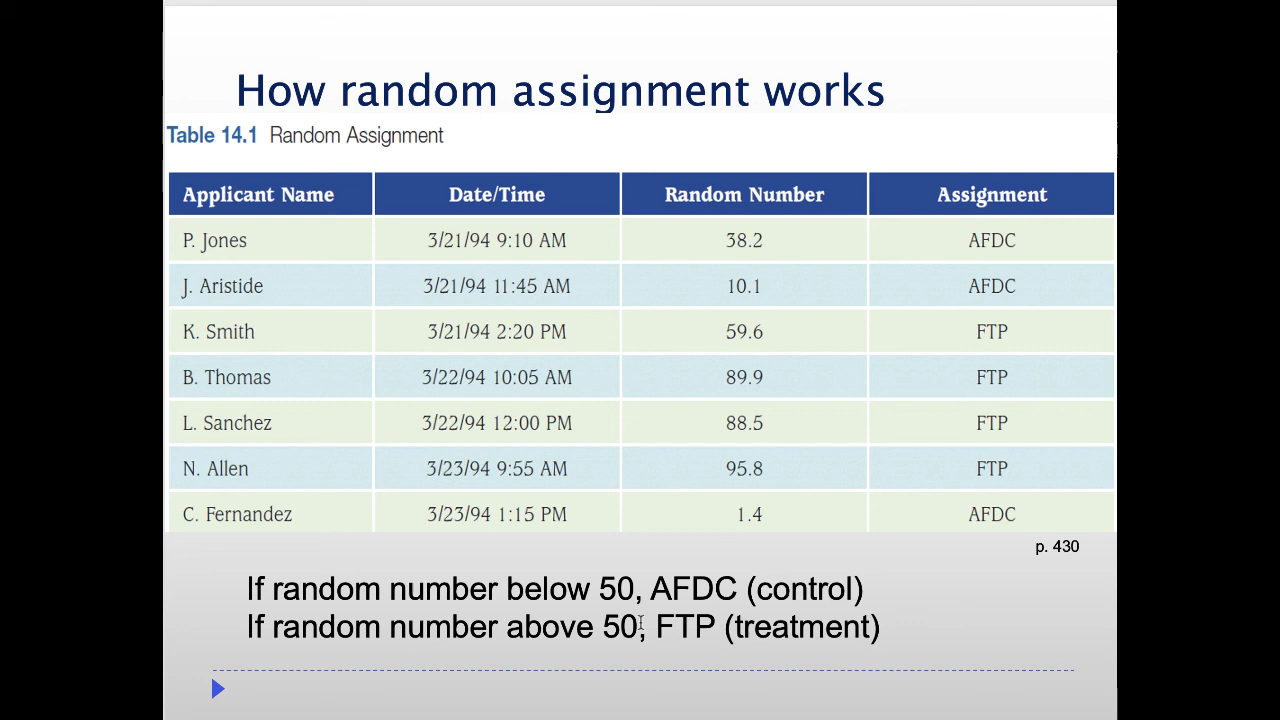 How random assignment works
Table 14.1 Random Assignment
Applicant Name Date/Time Random Number Assignment
P. Jones 3/21/94 9:10 AM 38.2 AFDC
J. Aristide 3/21/94 11:45 AM 10.1 AFDC
K. Smith 3/21/94 2:20 PM 59.6 FTP
B. Thomas 3/22/94 10:05 AM 89.9 FTP
L. Sanchez 3/22/94 12:00 PM 88.5 FTP
N. Allen 3/23/94 9:55 AM 95.8 FTP
C. Fernandez 3/23/94 1:15 PM 1.4 AFDC
p. 430
If random number below 50, AFDC (control)
If random number above 50, FTP (treatment)